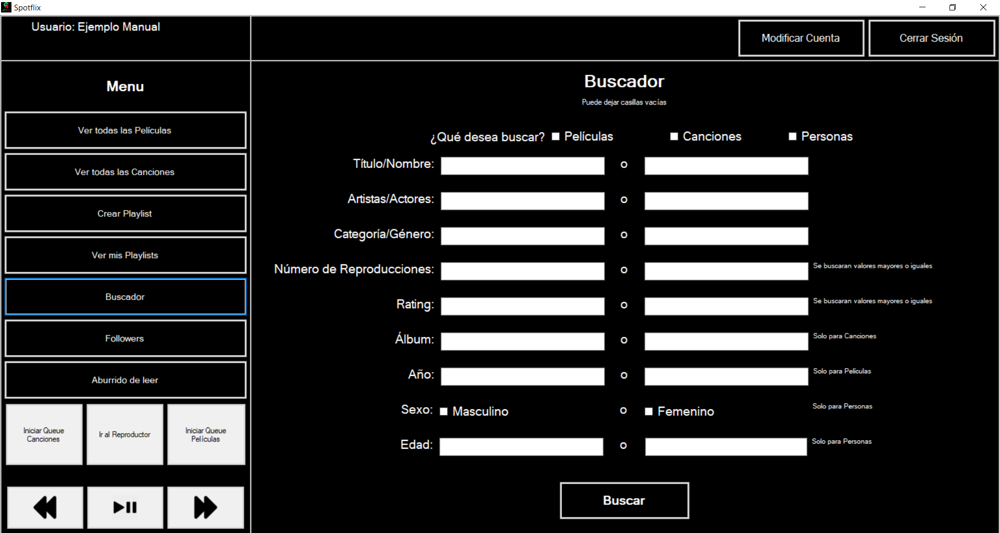 Spotflix
Usuario: Ejemplo Manual
Modificar Cuenta
Cerrar Sesión
Menu
Ver todas las Películas
Ver todas las Canciones
Crear Playlist
Ver mis Playlists
Buscador
Followers
Aburrido de leer
Iniciar Queue
Canciones
Ir al Reproductor
Iniciar Queue
Películas
Buscador
Puede dejar casillas vacías
¿Qué desea buscar? Películas Canciones Personas
Título/Nombre: o
Artistas/Actores: o
Categoría/Género: o
Número de Reproducciones: o Se buscaran valores mayores o iguales
Rating: o Se buscaran valores mayores o iguales
Álbum: o Solo para Canciones
Año: o Solo para Películas
Sexo: Masculino o Femenino Solo para Personas
Edad: o Solo para Personas
Buscar